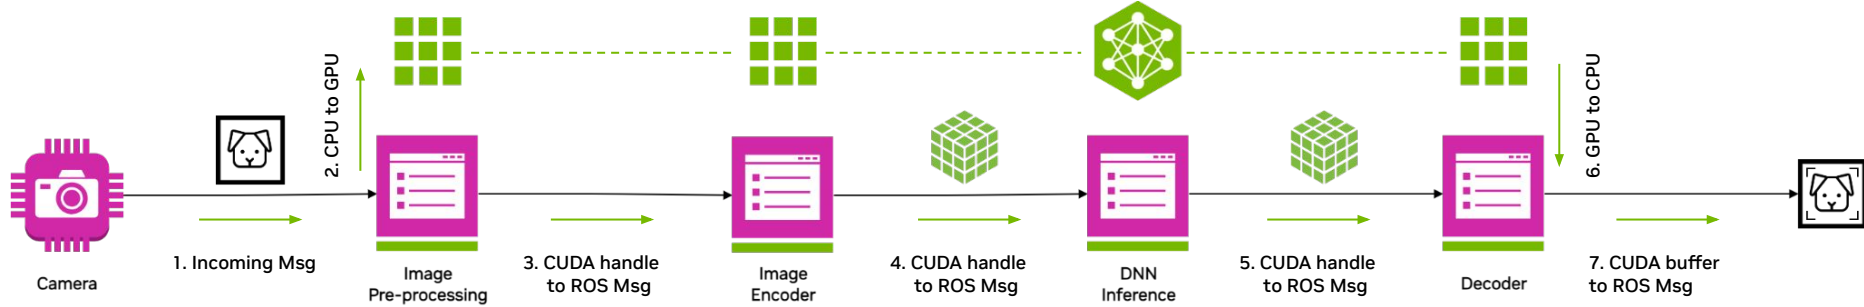 2. CPU to GPU
6. GPU to CPU
1. Incoming Msg
3. CUDA handle
to ROS Msg
4. CUDA handle
to ROS Msg
5. CUDA handle
to ROS Msg
7. CUDA buffer
to ROS Msg
Camera
Image
Pre-processing
Image
Encoder
DNN
Inference
Decoder